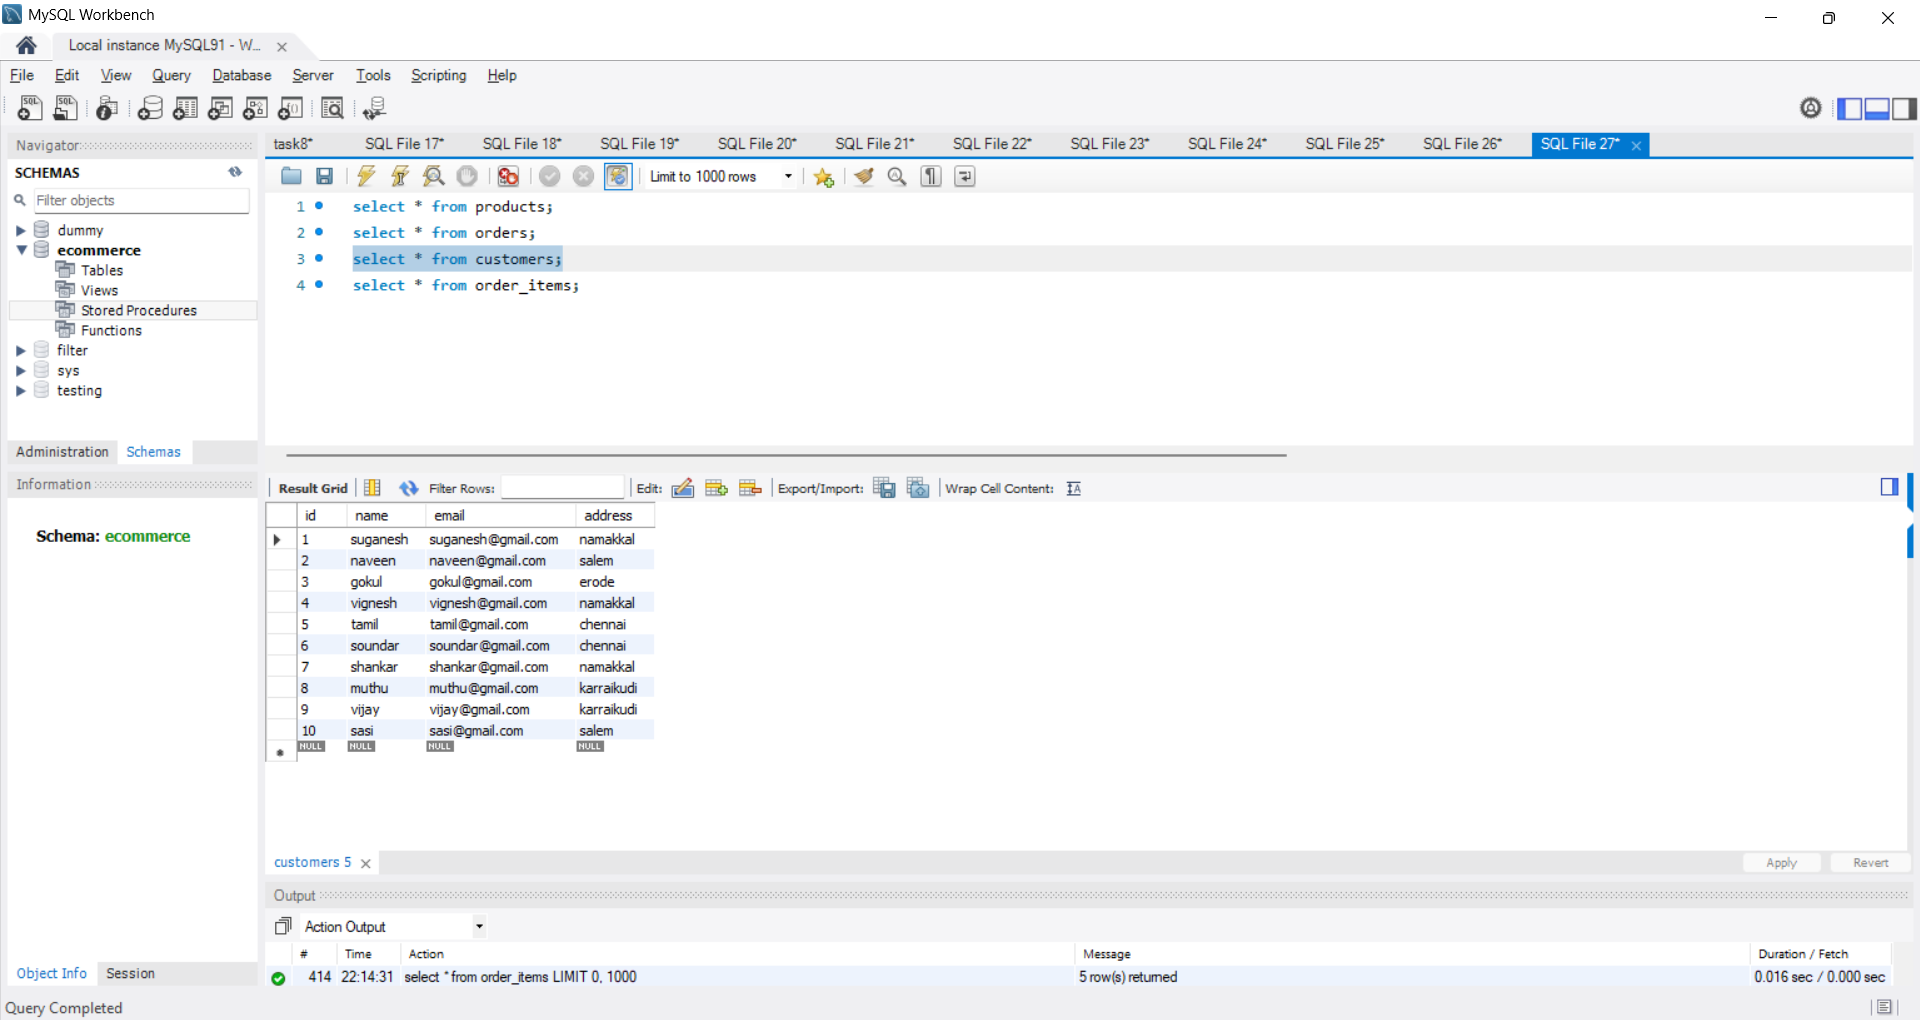 MySQL Workbench
Local instance MySQL91 - W...
File Edit View Query Database Server Tools Scripting Help
Navigator
SCHEMAS
Filter objects
dummy
ecommerce
Tables
Views
Stored Procedures
Functions
filter
sys
testing
Administration Schemas
Information
Schema: ecommerce
Object Info Session
task8* SQL File 17* SQL File 18* SQL File 19* SQL File 20* SQL File 21* SQL File 22* SQL File 23* SQL File 24* SQL File 25* SQL File 26* SQL File 27*
Limit to 1000 rows
1 select * from products;
2 select * from orders;
3 select * from customers;
4 select * from order_items;
Result Grid Filter Rows: Edit: Export/Import: Wrap Cell Content:
id name email address
1 suganesh suganesh@gmail.com namakkal
2 naveen naveen@gmail.com salem
3 gokul gokul@gmail.com erode
4 vignesh vignesh@gmail.com namakkal
5 tamil tamil@gmail.com chennai
6 soundar soundar@gmail.com chennai
7 shankar shankar@gmail.com namakkal
8 muthu muthu@gmail.com karraikudi
9 vijay vijay@gmail.com karraikudi
10 sasi sasi@gmail.com salem
NULL NULL NULL NULL
customers 5
Apply Revert
Output
Action Output
# Time Action Message Duration / Fetch
414 22:14:31 select * from order_items LIMIT 0, 1000 5 row(s) returned 0.016 sec / 0.000 sec
Query Completed